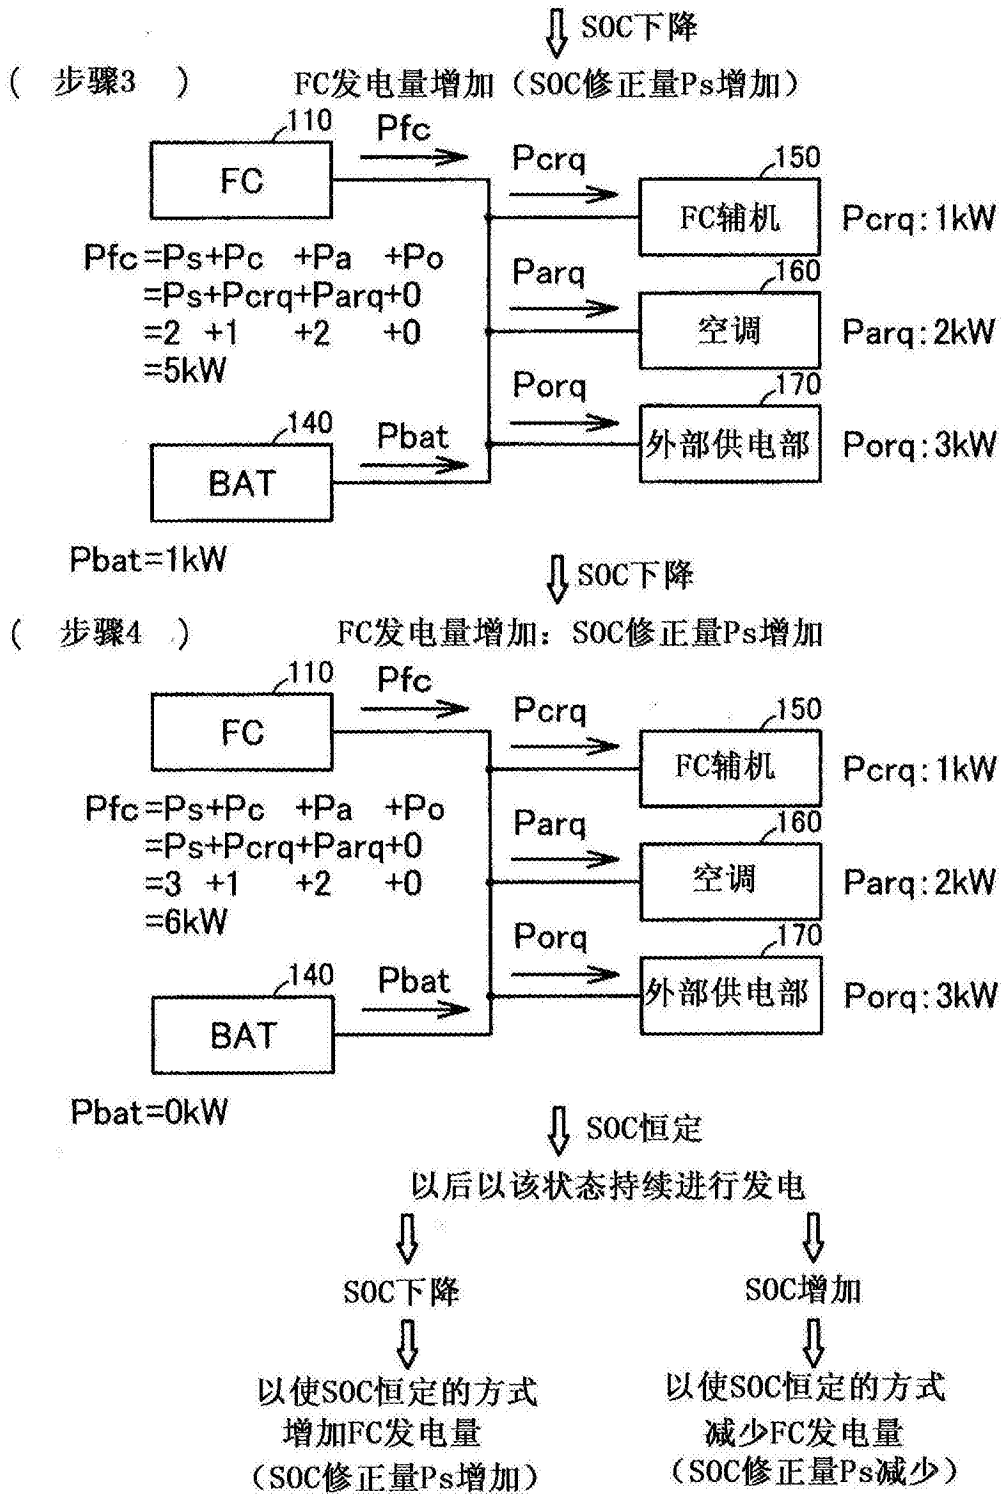 SOC下降
( 步骤3 ) FC发电量增加(SOC修正量Ps增加)
110
Pfc
FC
Pcrq
150
FC辅机
Pcrq:1kW
Pfc=Ps+Pc +Pa +Po
=Ps+Pcrq+Parq+0
=2 +1 +2 +0
=5kW
Parq
160
空调
Parq:2kW
Porq
170
外部供电部
Porq:3kW
140
Pbat
BAT
Pbat=1kW
SOC下降
( 步骤4 ) FC发电量增加: SOC修正量Ps增加
110
Pfc
FC
Pcrq
150
FC辅机
Pcrq:1kW
Pfc=Ps+Pc +Pa +Po
=Ps+Pcrq+Parq+0
=3 +1 +2 +0
=6kW
Parq
160
空调
Parq:2kW
Porq
170
外部供电部
Porq:3kW
140
Pbat
BAT
Pbat=0kW
SOC恒定
以后以该状态持续进行发电
SOC下降
SOC增加
以使SOC恒定的方式
增加FC发电量
(SOC修正量Ps增加)
以使SOC恒定的方式
减少FC发电量
(SOC修正量Ps减少)